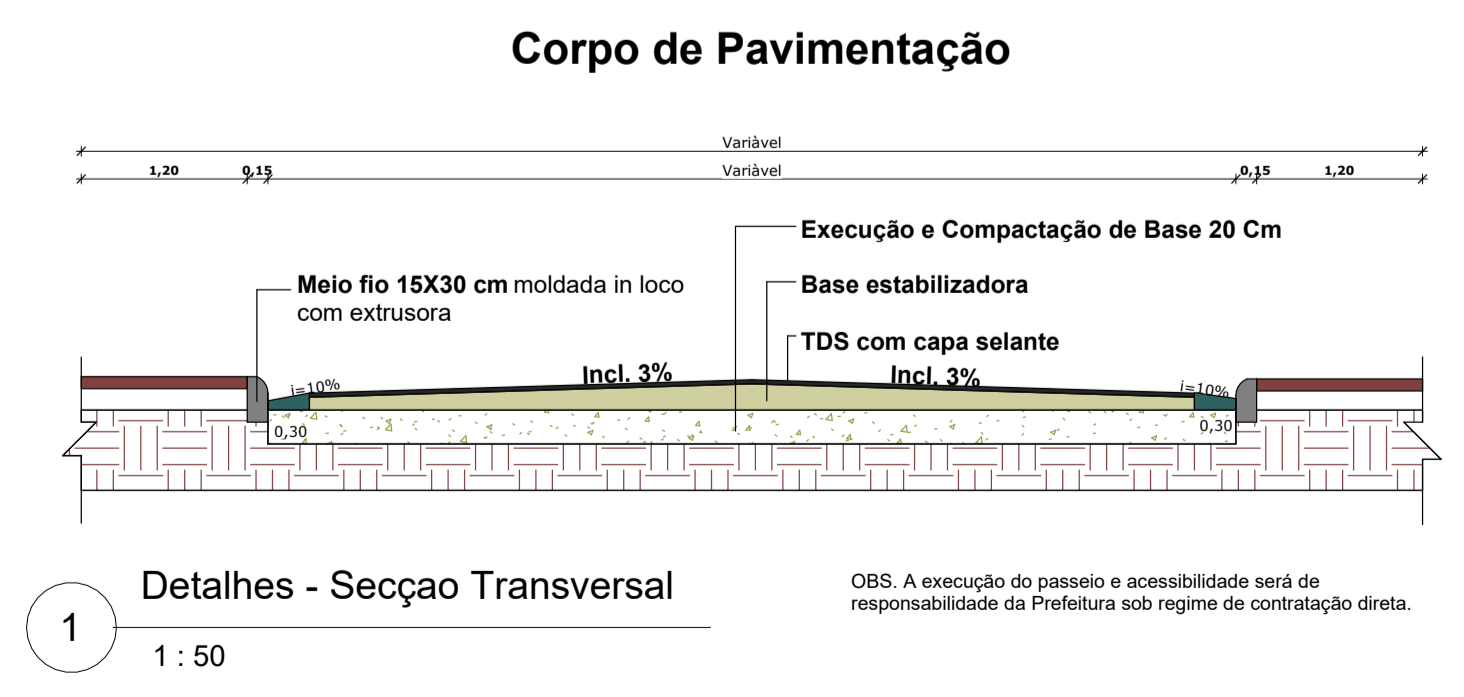 Corpo de Pavimentação
Variàvel
1,20 0,15 Variàvel 0,15 1,20
Execução e Compactação de Base 20 Cm
Meio fio 15X30 cm moldada in loco
com extrusora
Base estabilizadora
TDS com capa selante
Incl. 3% Incl. 3%
i=10% i=10%
0,30 0,30
Detalhes - Secçao Transversal
1
1 : 50
OBS. A execução do passeio e acessibilidade será de
responsabilidade da Prefeitura sob regime de contratação direta.